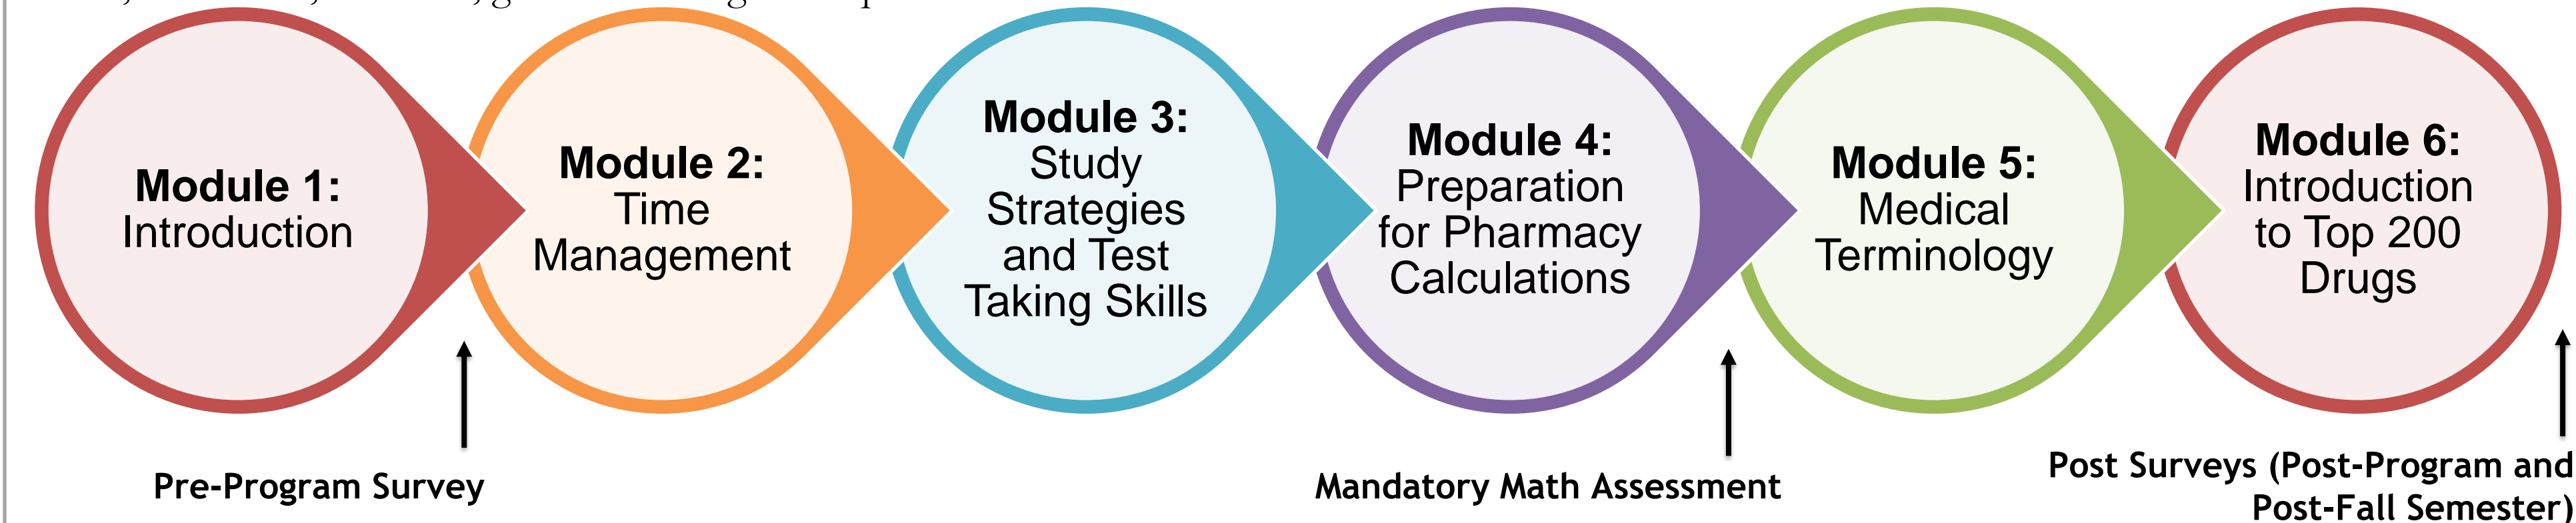 Module 1:
Introduction
Module 2:
Time
Management
Module 3:
Study
Strategies
and Test
Taking Skills
Module 4:
Preparation
for Pharmacy
Calculations
Module 5:
Medical
Terminology
Module 6:
Introduction
to Top 200
Drugs
Pre-Program Survey
Mandatory Math Assessment
Post Surveys (Post-Program and
Post-Fall Semester)